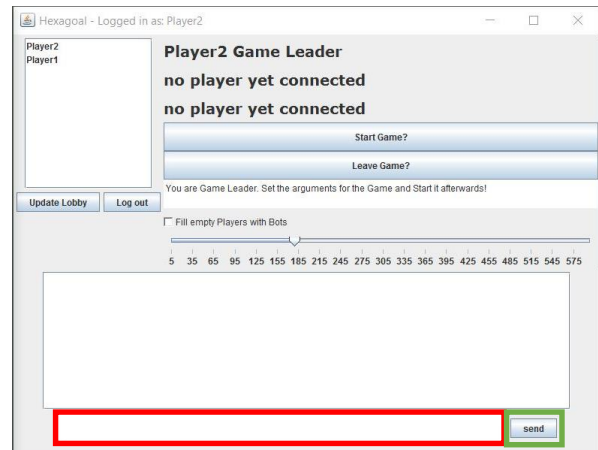 Hexagoal - Logged in as: Player2
Player2
Player1
Player2 Game Leader
no player yet connected
no player yet connected
Start Game?
Leave Game?
You are Game Leader. Set the arguments for the Game and Start it afterwards!
Update Lobby
Log out
Fill empty Players with Bots
5 35 65 95 125 155 185 215 245 275 305 335 365 395 425 455 485 515 545 575
send